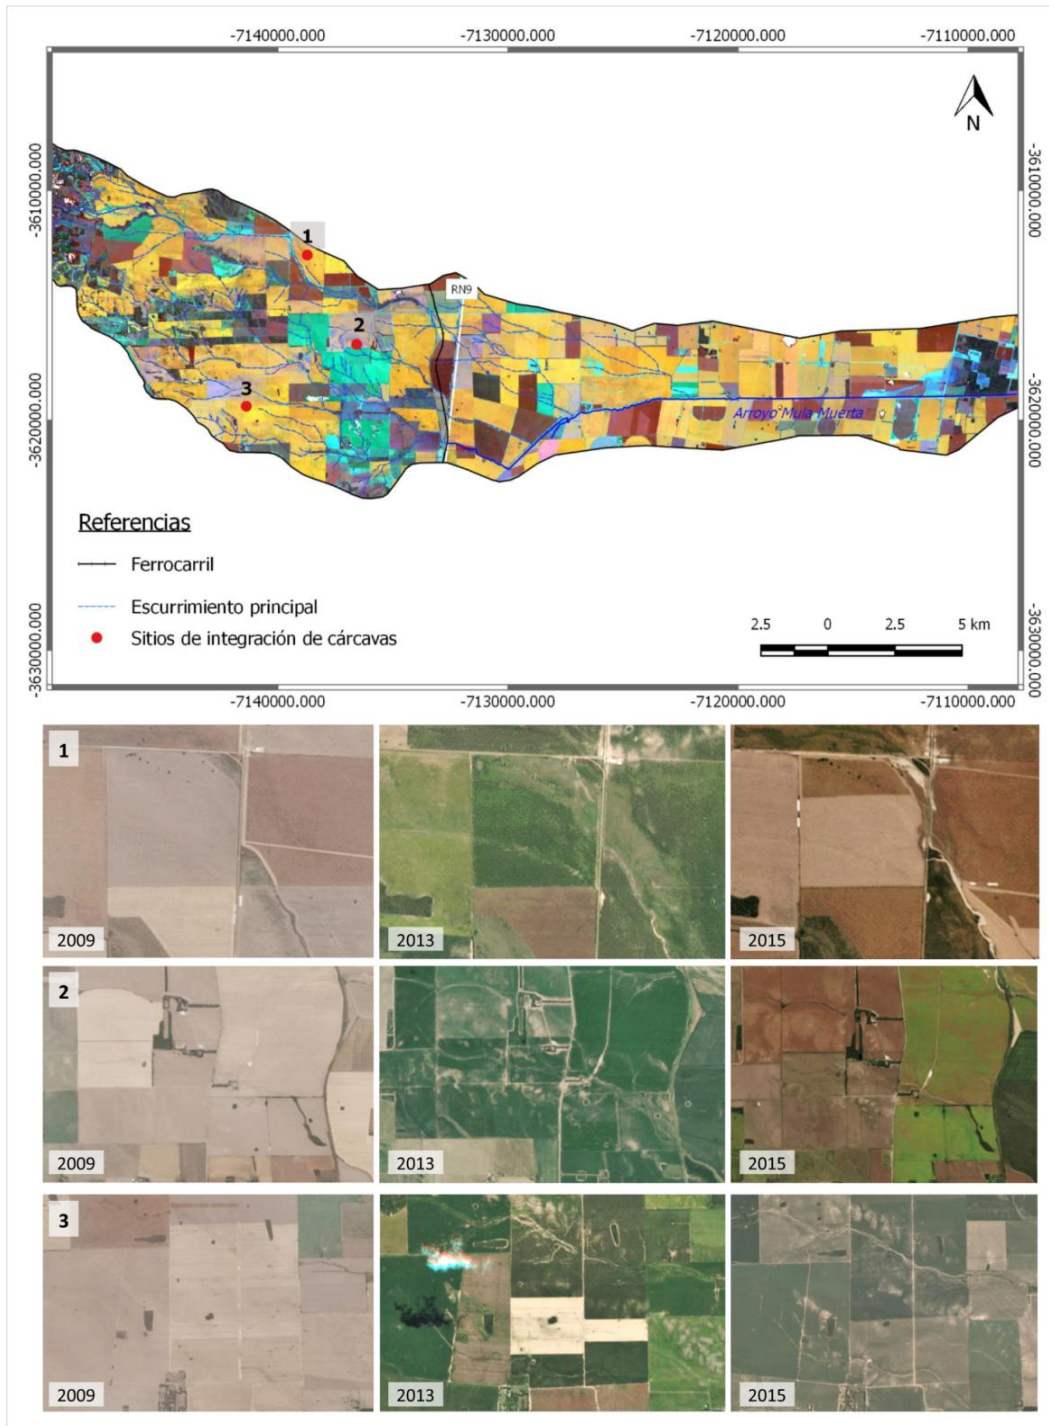 -7140000.000 -7130000.000 -7120000.000 -7110000.000
N
-3610000.000
-3610000.000
1
RN9
2
3
-3620000.000
-3620000.000
Arroyo Mula Muerta
Referencias
Ferrocarril
Escurrimiento principal
Sitios de integración de cárcavas
2.5 0 2.5 5 km
-3630000.000
-3630000.000
-7140000.000 -7130000.000 -7120000.000 -7110000.000
1
2009 2013 2015
2
2009 2013 2015
3
2009 2013 2015